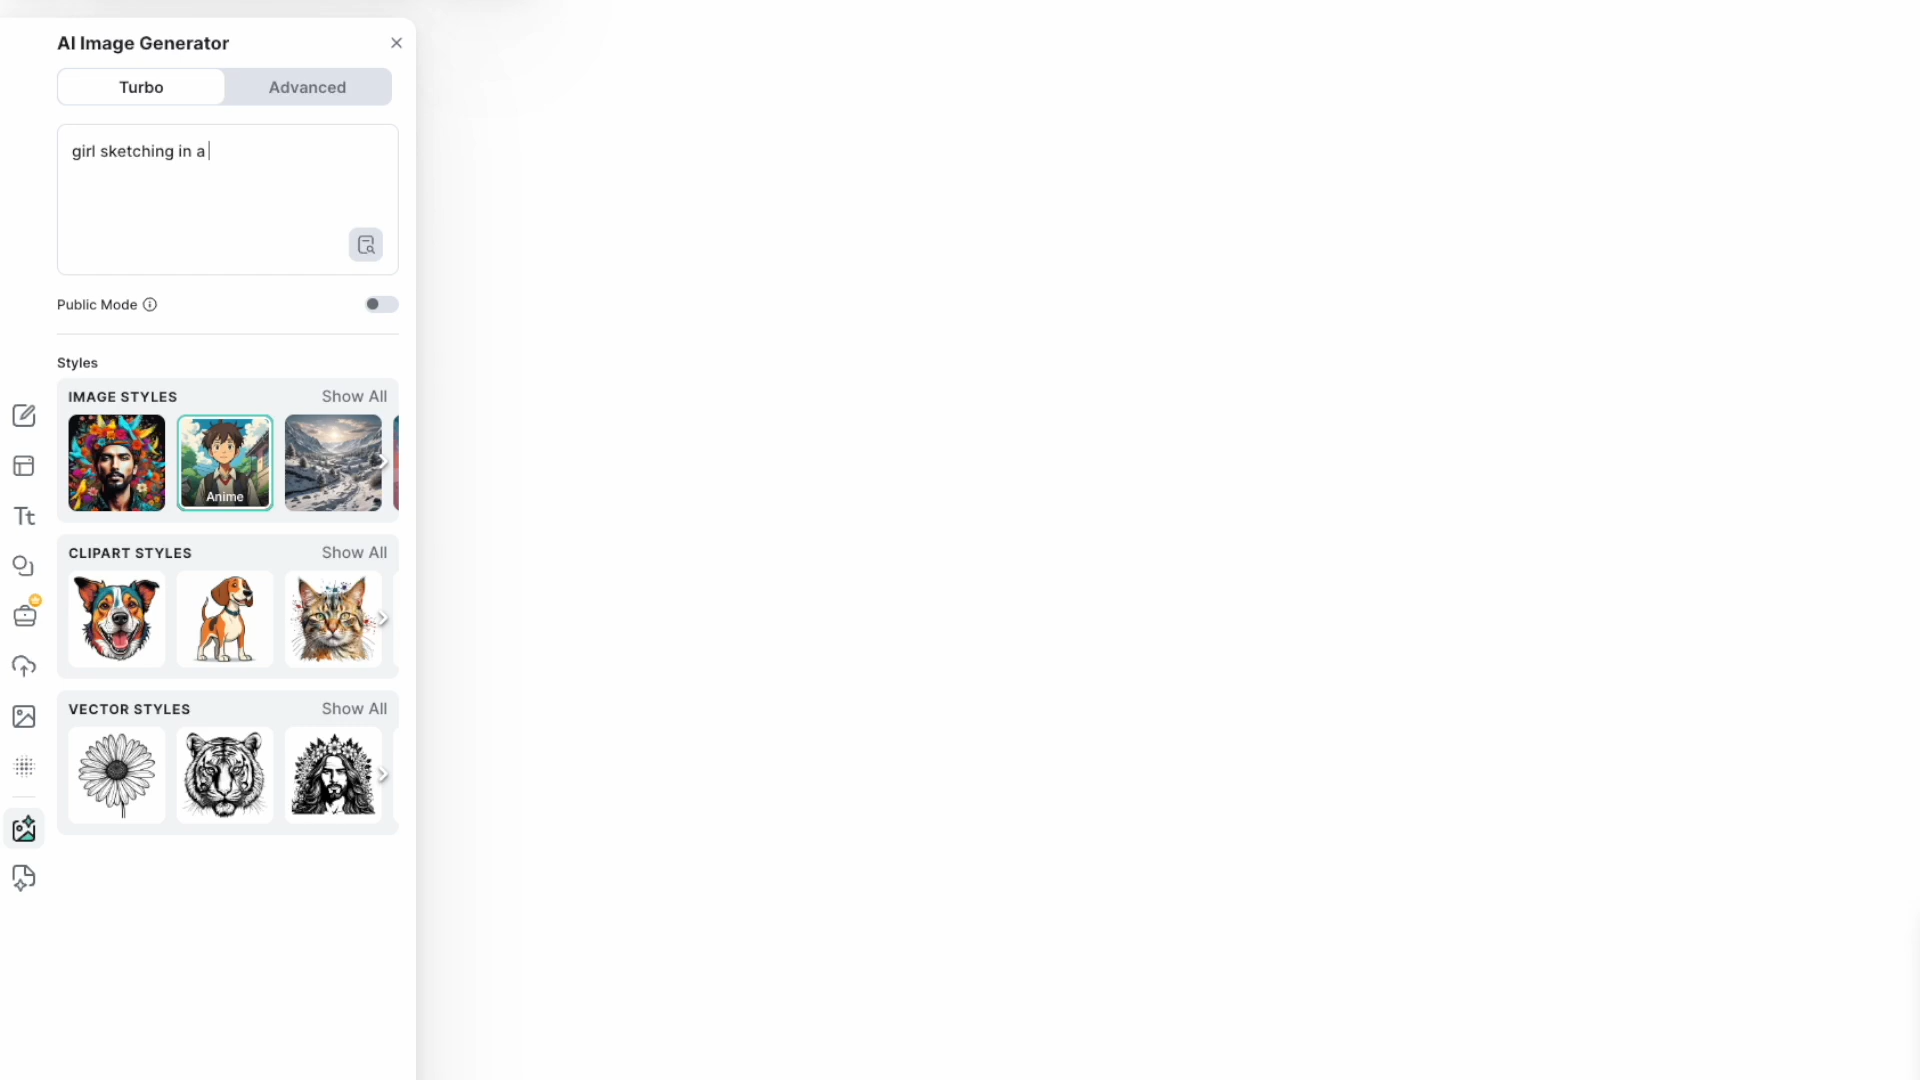 AI Image Generator
Turbo
Advanced
girl sketching in a
Public Mode
Styles
IMAGE STYLES
Show All
Anime
CLIPART STYLES
Show All
VECTOR STYLES
Show All
Tt